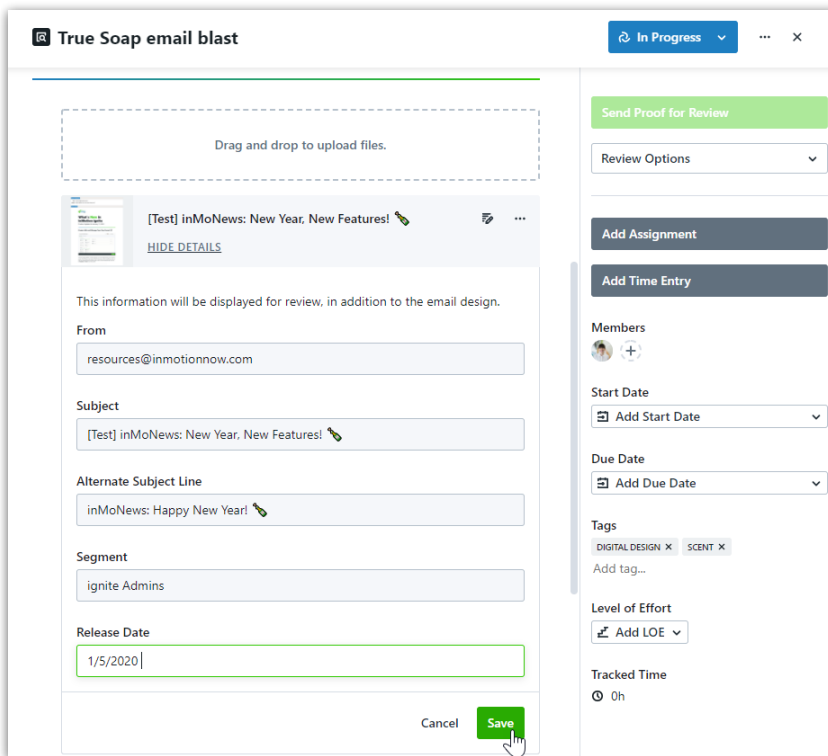 True Soap email blast
In Progress
Drag and drop to upload files.
[Test] inMoNews: New Year, New Features! 🍾
HIDE DETAILS
This information will be displayed for review, in addition to the email design.
From
resources@inmotionnow.com
Subject
[Test] inMoNews: New Year, New Features! 🍾
Alternate Subject Line
inMoNews: Happy New Year! 🍾
Segment
ignite Admins
Release Date
1/5/2020
Cancel
Save
Send Proof for Review
Review Options
Add Assignment
Add Time Entry
Members
Start Date
Add Start Date
Due Date
Add Due Date
Tags
DIGITAL DESIGN ✕ SCENT ✕
Add tag...
Level of Effort
Add LOE
Tracked Time
0h